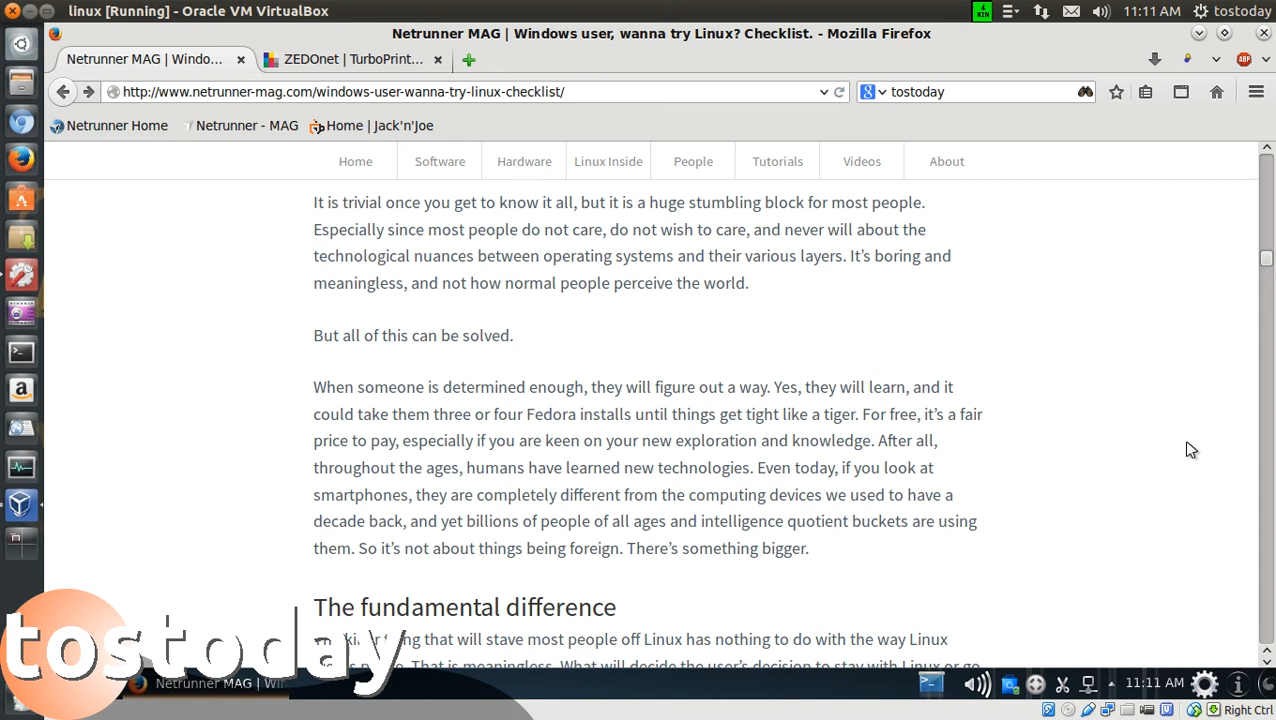 linux [Running] - Oracle VM VirtualBox
11:11 AM
tostoday
Netrunner MAG | Windows user, wanna try Linux? Checklist. - Mozilla Firefox
Netrunner MAG | Windo...
ZEDOnet | TurboPrint...
ABP
http://www.netrunner-mag.com/windows-user-wanna-try-linux-checklist/
tostoday
Netrunner Home
Netrunner - MAG
Home | Jack'n'Joe
Home
Software
Hardware
Linux Inside
People
Tutorials
Videos
About
It is trivial once you get to know it all, but it is a huge stumbling block for most people.
Especially since most people do not care, do not wish to care, and never will about the
technological nuances between operating systems and their various layers. It's boring and
meaningless, and not how normal people perceive the world.
But all of this can be solved.
When someone is determined enough, they will figure out a way. Yes, they will learn, and it
could take them three or four Fedora installs until things get tight like a tiger. For free, it's a fair
price to pay, especially if you are keen on your new exploration and knowledge. After all,
throughout the ages, humans have learned new technologies. Even today, if you look at
smartphones, they are completely different from the computing devices we used to have a
decade back, and yet billions of people of all ages and intelligence quotient buckets are using
them. So it's not about things being foreign. There's something bigger.
The fundamental difference
that will stave most people off Linux has nothing to do with the way Linux
That is meaningless. What will decide the user's decision to stay with Linux or go
tostoday
Netrunner MAG | Wi
11:11 AM
Right Ctrl